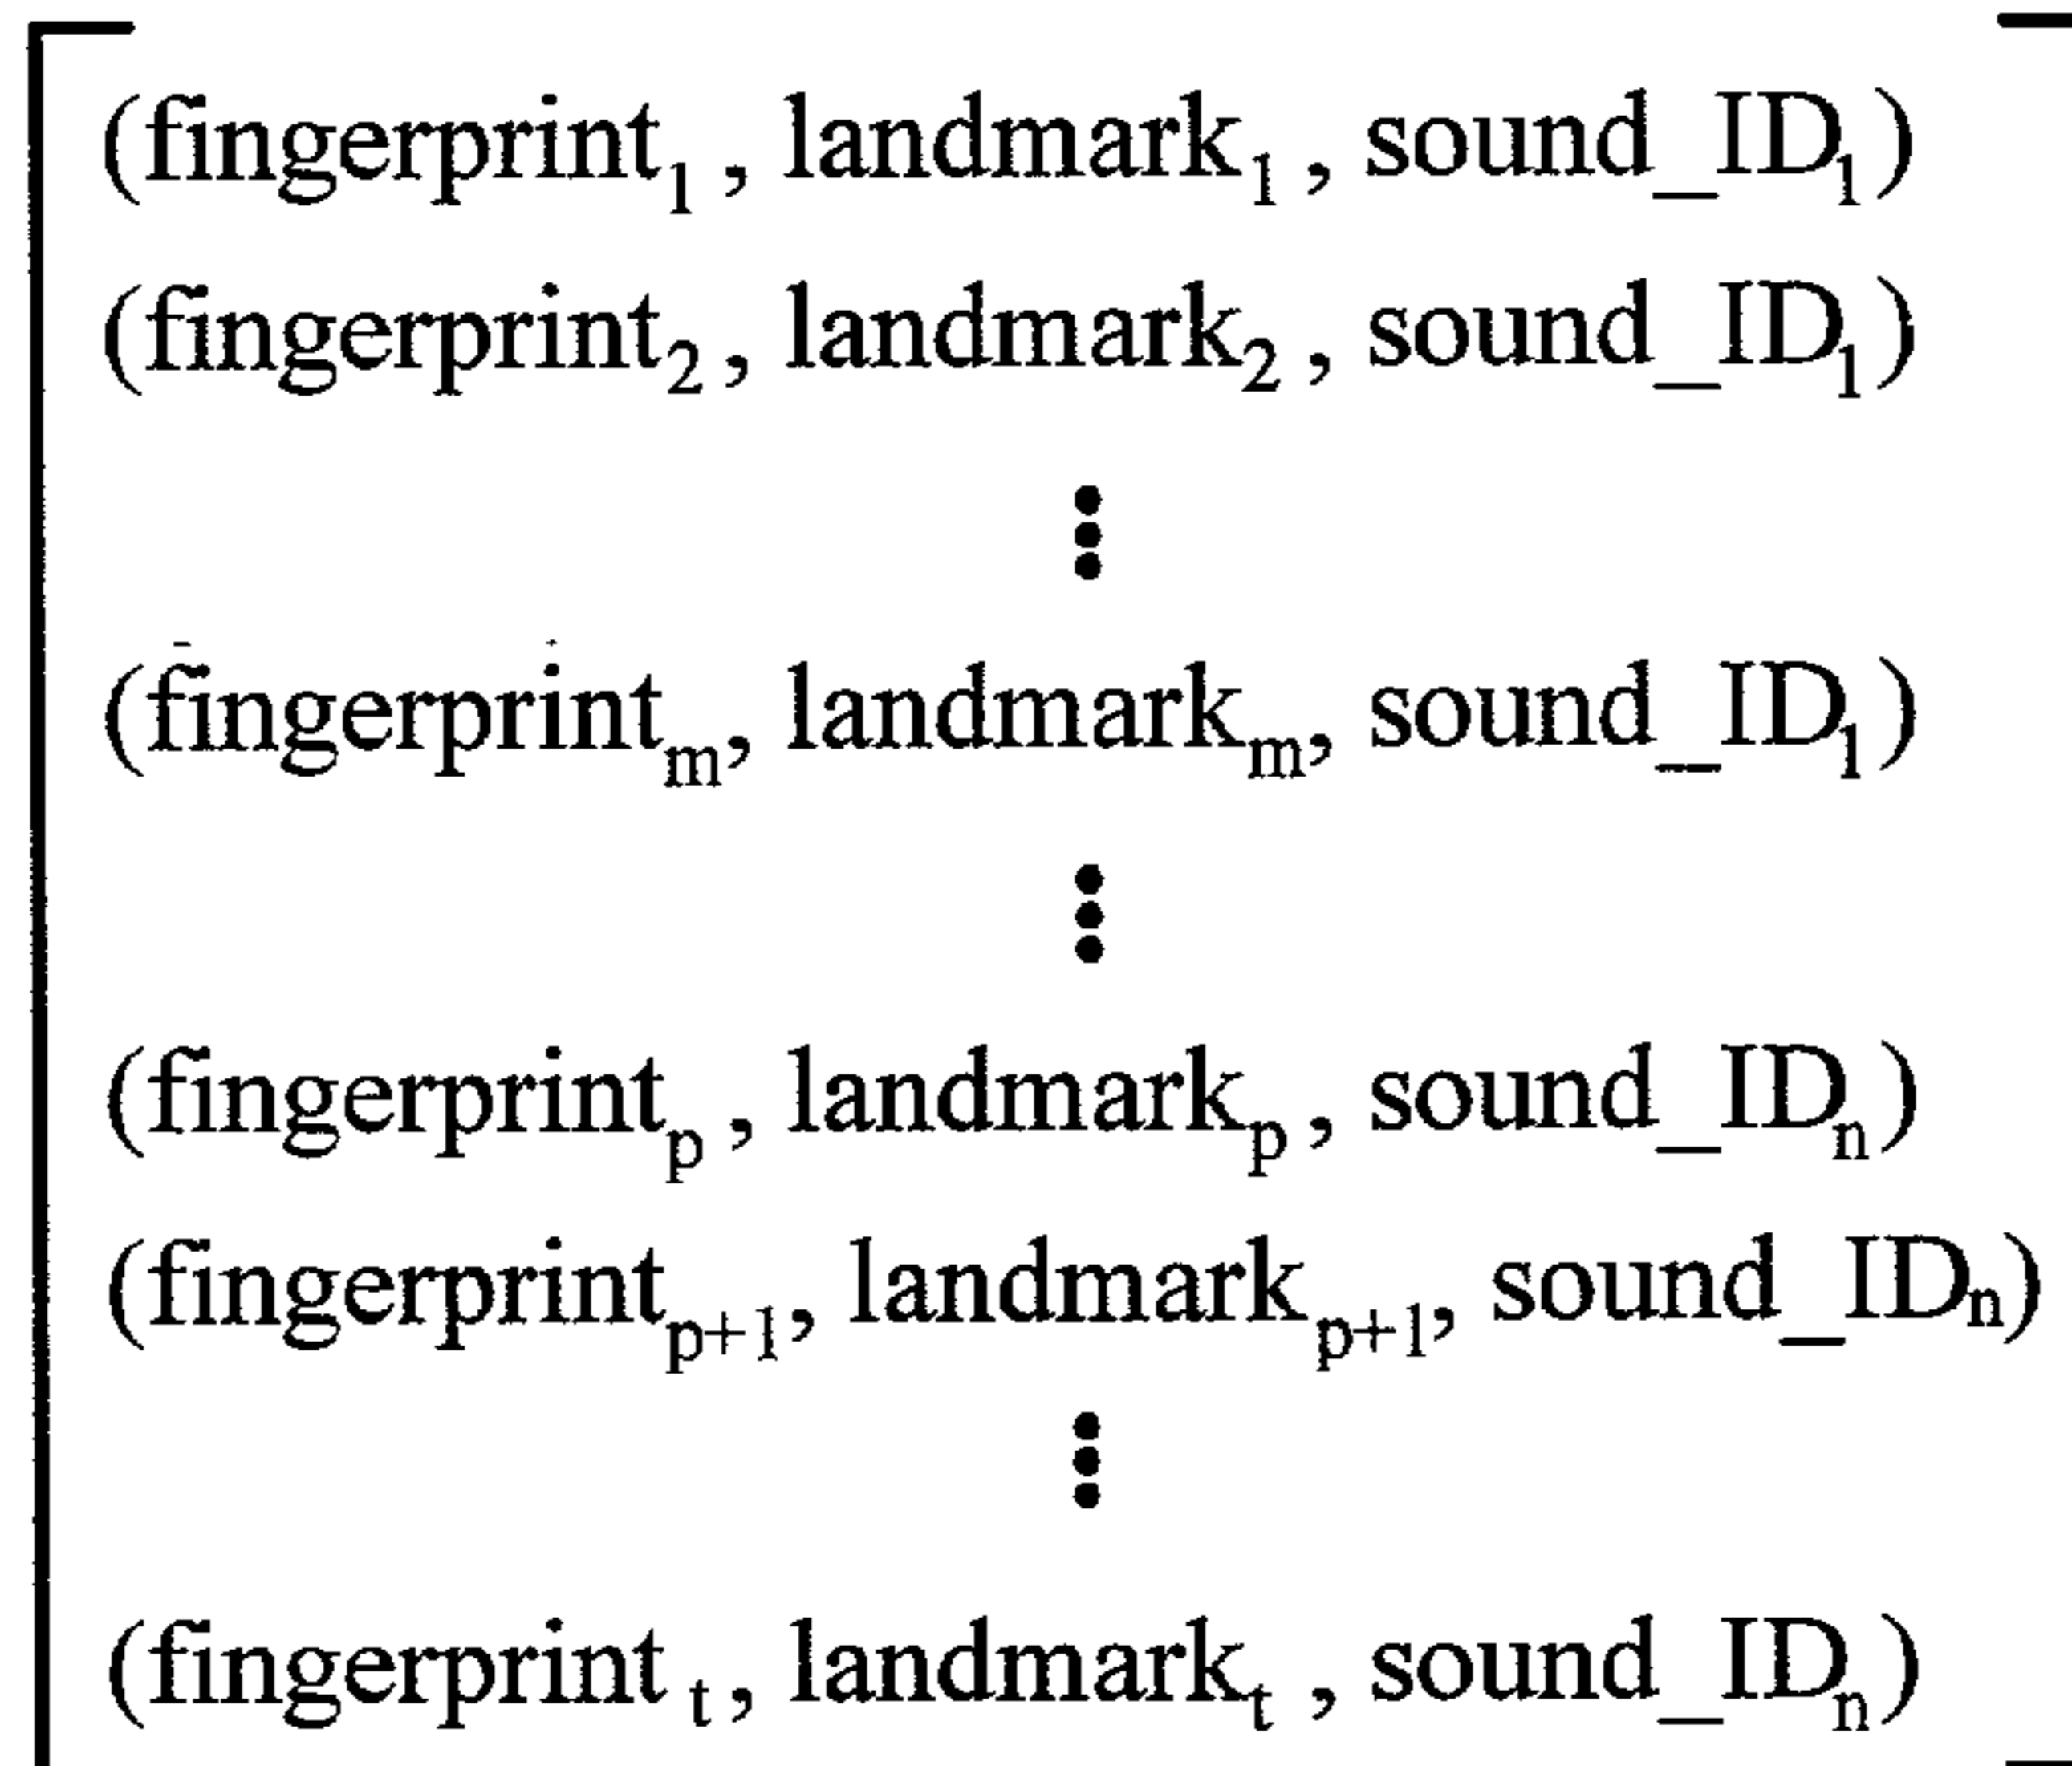 (fingerprint₁, landmark₁, sound_ID₁)
(fingerprint₂, landmark₂, sound_ID₁)
⋮
(fingerprintₘ, landmarkₘ, sound_ID₁)
⋮
(fingerprintₚ, landmarkₚ, sound_IDₙ)
(fingerprintₚ₊₁, landmarkₚ₊₁, sound_IDₙ)
⋮
(fingerprintₜ, landmarkₜ, sound_IDₙ)